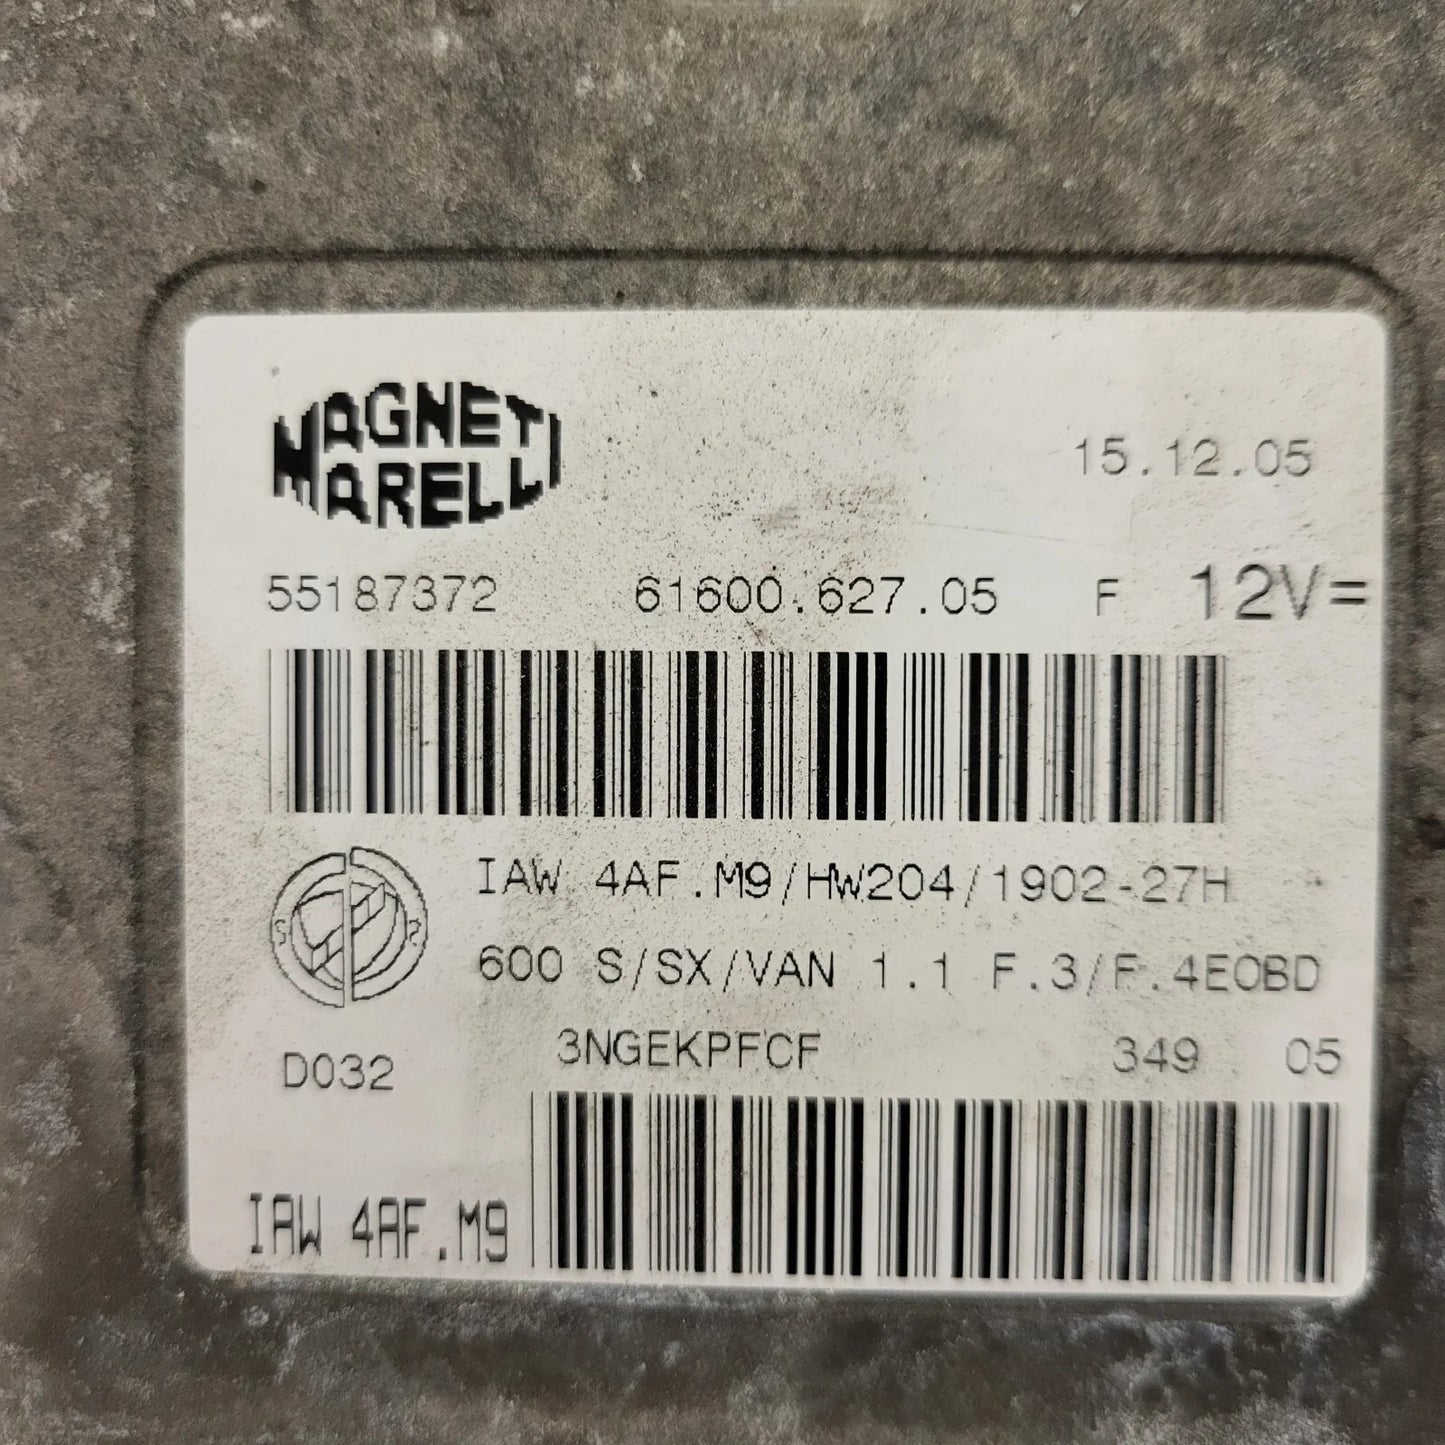 MAGNETI
MARELLI
15.12.05
55187372 61600.627.05 F 12V=
IAW 4AF.M9/HW204/1902-27H
S R
600 S/SX/VAN 1.1 F.3/F.4EOBD
3NGEKPFCF 349 05
D032
IAW 4AF.M9